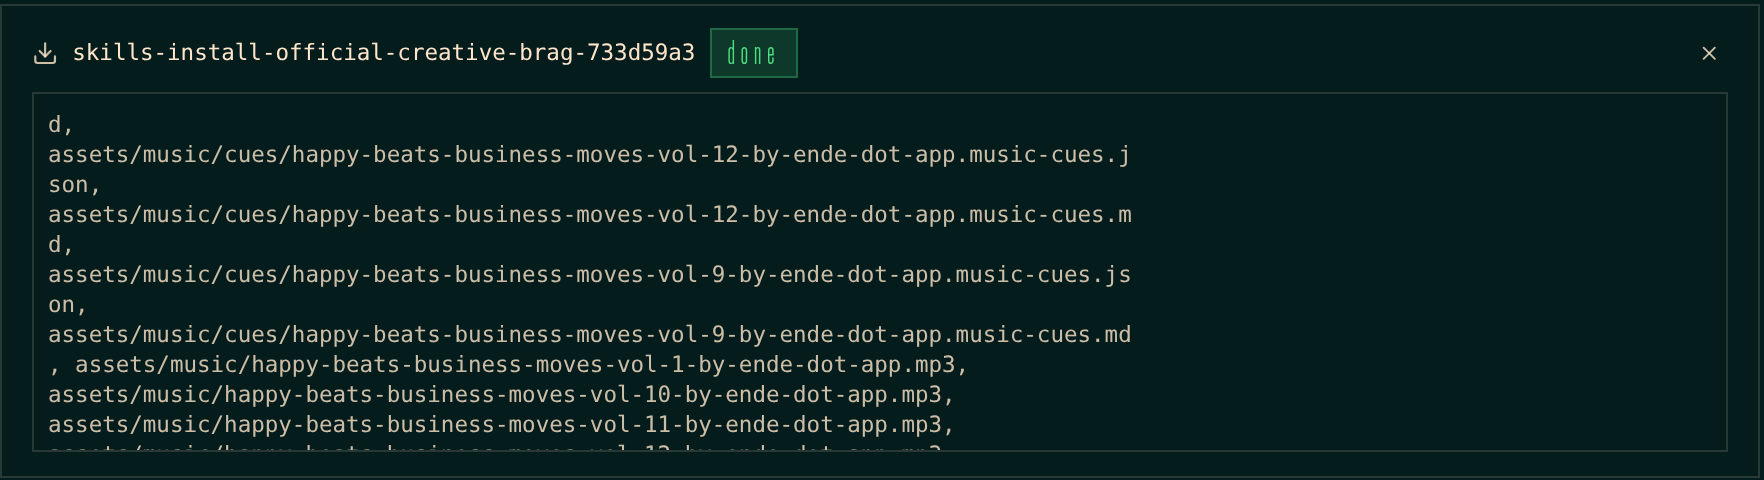 skills-install-official-creative-brag-733d59a3 done
d,
assets/music/cues/happy-beats-business-moves-vol-12-by-ende-dot-app.music-cues.j
son,
assets/music/cues/happy-beats-business-moves-vol-12-by-ende-dot-app.music-cues.m
d,
assets/music/cues/happy-beats-business-moves-vol-9-by-ende-dot-app.music-cues.js
on,
assets/music/cues/happy-beats-business-moves-vol-9-by-ende-dot-app.music-cues.md
, assets/music/happy-beats-business-moves-vol-1-by-ende-dot-app.mp3,
assets/music/happy-beats-business-moves-vol-10-by-ende-dot-app.mp3,
assets/music/happy-beats-business-moves-vol-11-by-ende-dot-app.mp3,